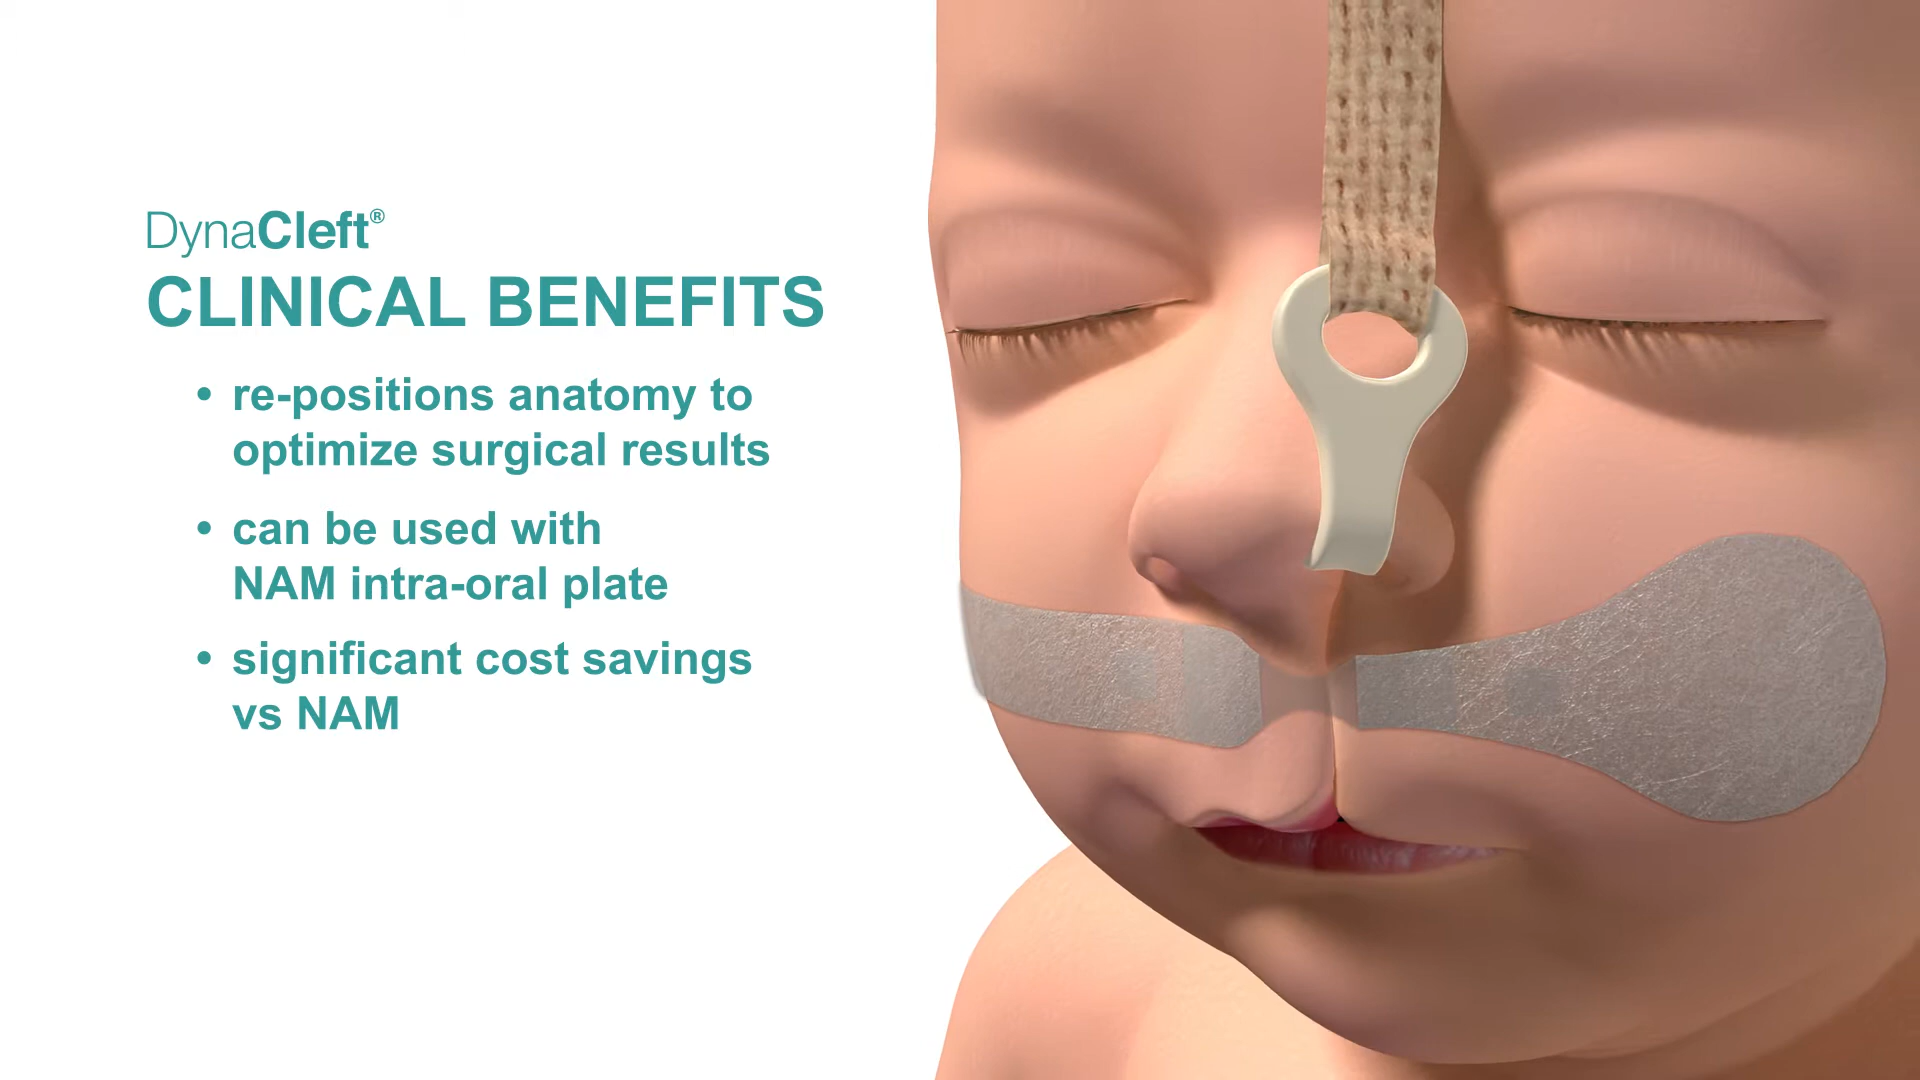 DynaCleft®
CLINICAL BENEFITS
• re-positions anatomy to
optimize surgical results
• can be used with
NAM intra-oral plate
• significant cost savings
vs NAM